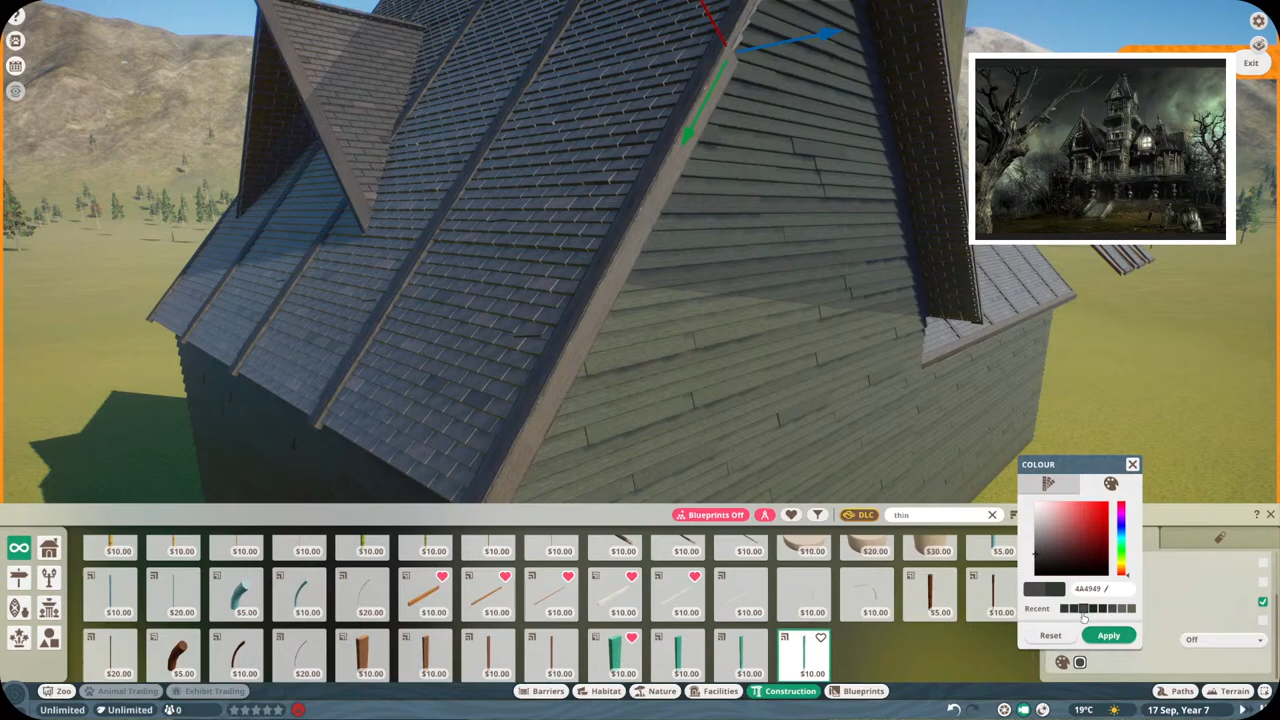 ?
Exit
COLOUR
4A4949 /
Recent
Reset
Apply
Blueprints Off
DLC
thin
?
$10.00 $10.00 $10.00 $10.00 $10.00 $10.00 $10.00 $10.00 $10.00 $10.00 $10.00 $10.00 $20.00 $30.00 $5.00
$10.00 $20.00 $5.00 $10.00 $20.00 $10.00 $10.00 $10.00 $10.00 $10.00 $10.00 $10.00 $10.00 $5.00 $10.00
$20.00 $5.00 $10.00 $20.00 $10.00 $10.00 $10.00 $10.00 $10.00 $10.00 $10.00 $10.00
Off
Zoo
Animal Trading
Exhibit Trading
Barriers
Habitat
Nature
Facilities
Construction
Blueprints
Paths
Terrain
Unlimited
Unlimited
0
19°C
17 Sep, Year 7